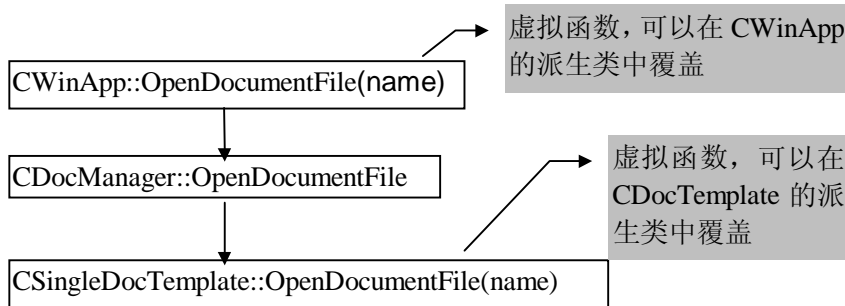 虚拟函数，可以在 CWinApp
的派生类中覆盖
CWinApp::OpenDocumentFile(name)
CDocManager::OpenDocumentFile
虚拟函数，可以在
CDocTemplate 的派
生类中覆盖
CSingleDocTemplate::OpenDocumentFile(name)